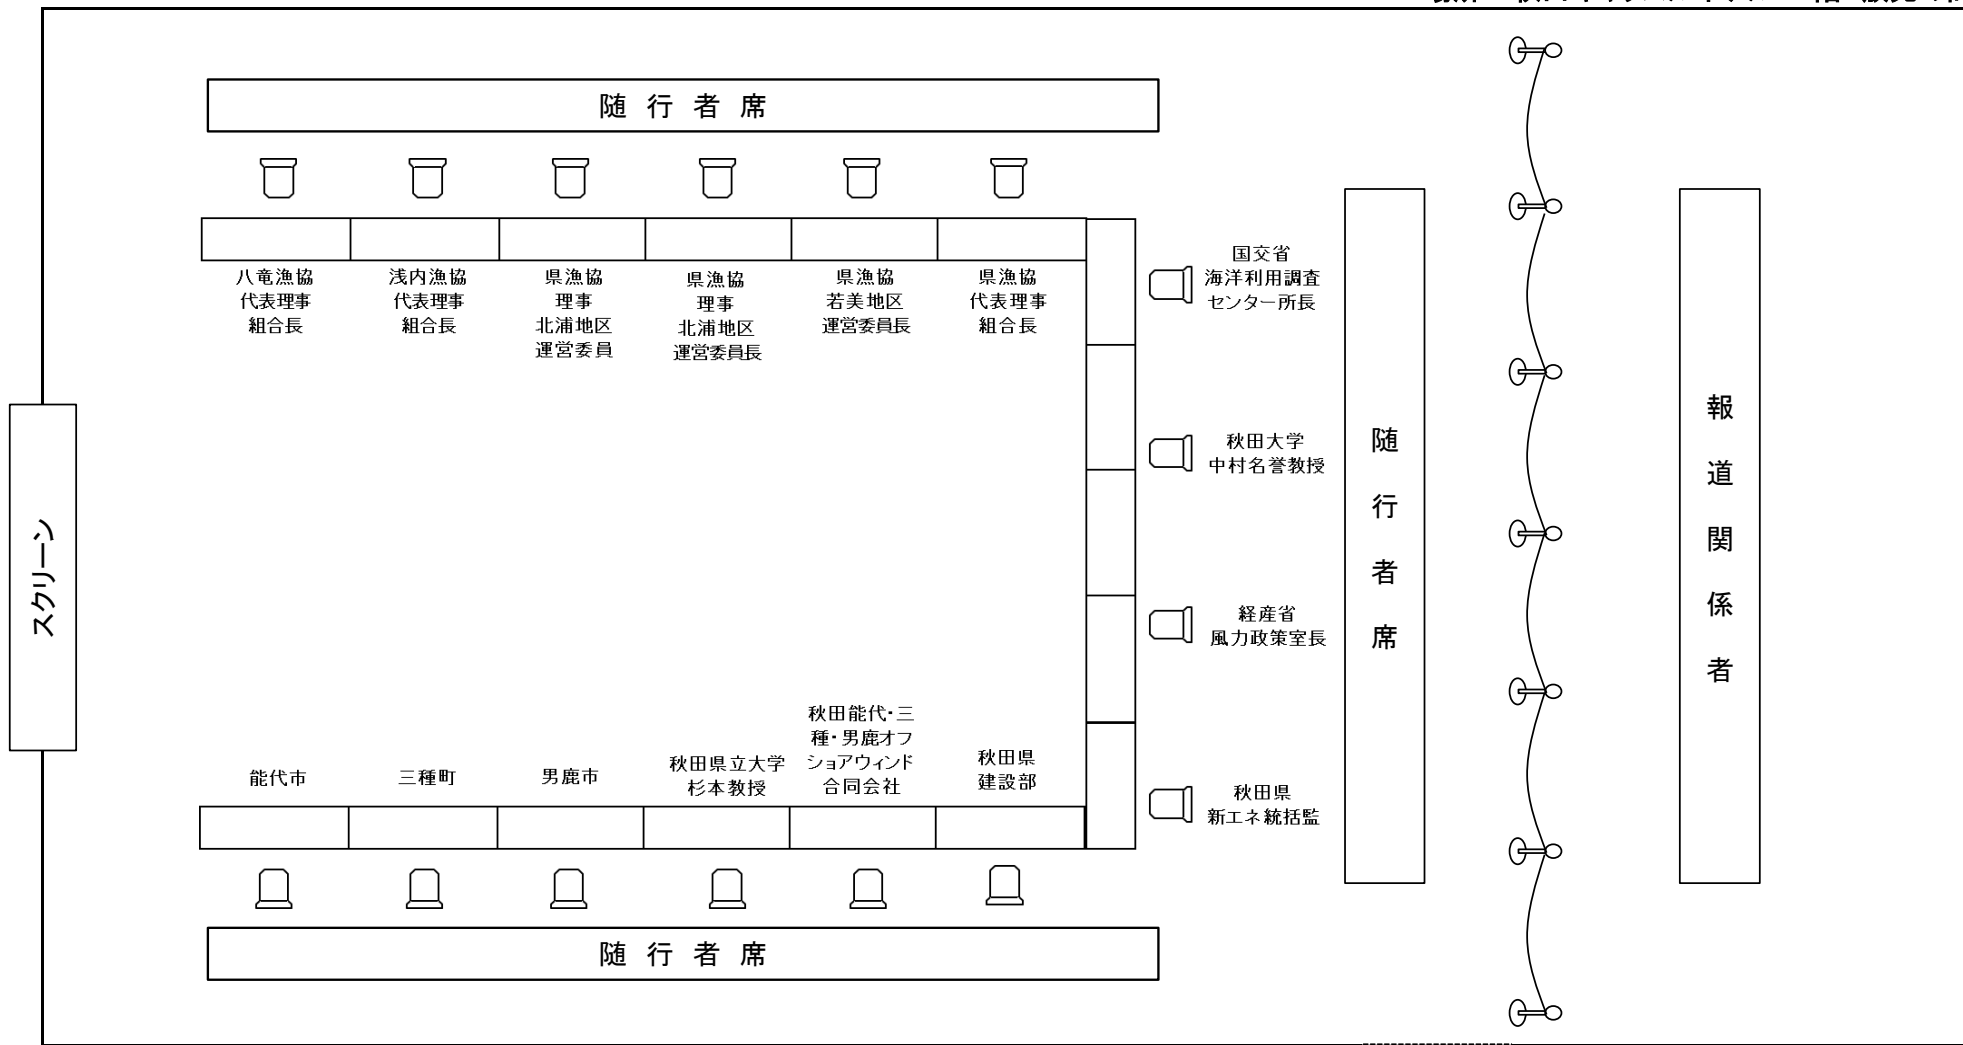 随行者席
八竜漁協
代表理事
組合長
浅内漁協
代表理事
組合長
県漁協
理事
北浦地区
運営委員
県漁協
理事
北浦地区
運営委員長
県漁協
若美地区
運営委員長
県漁協
代表理事
組合長
国交省
海洋利用調査
センター所長
秋田大学
中村名誉教授
経産省
風力政策室長
秋田県
新エネ統括監
随行者席
報道関係者
スクリーン
能代市
三種町
男鹿市
秋田県立大学
杉本教授
秋田能代・三
種・男鹿オフ
ショアウィンド
合同会社
秋田県
建設部
随行者席